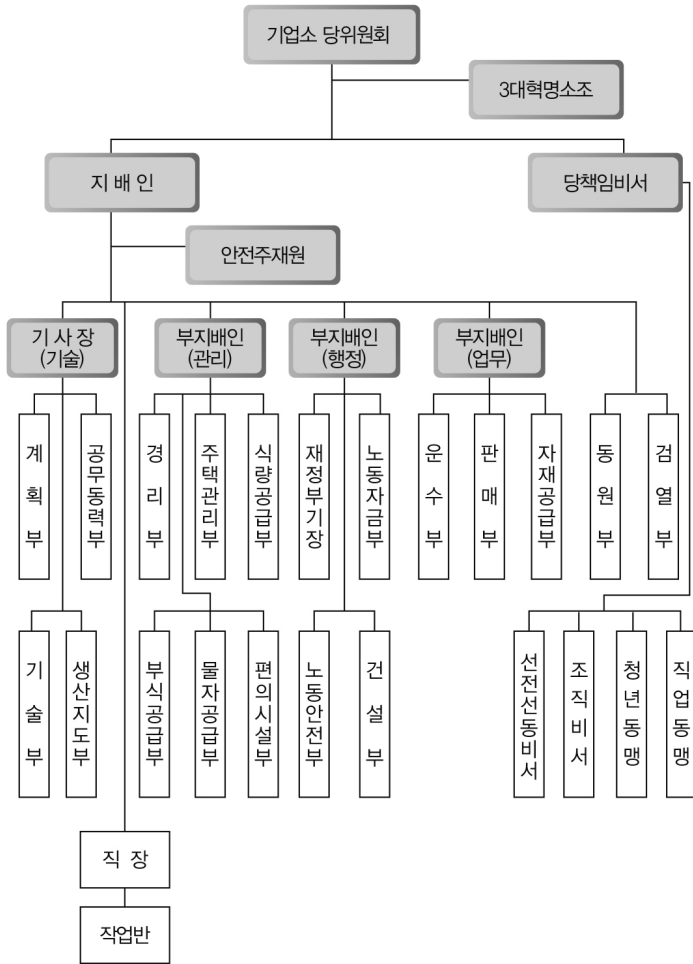 기업소 당위원회
3대혁명소조
지 배 인
당책임비서
안전주재원
기 사 장
(기술)
부지배인
(관리)
부지배인
(행정)
부지배인
(업무)
계획부
공무동력부
경리부
주택관리부
식량공급부
재정부기장
노동자금부
운수부
판매부
자재공급부
동원부
검열부
기술부
생산지도부
부식공급부
물자공급부
편의시설부
노동안전부
건설부
선전선동비서
조직비서
청년동맹
직업동맹
직 장
작업반